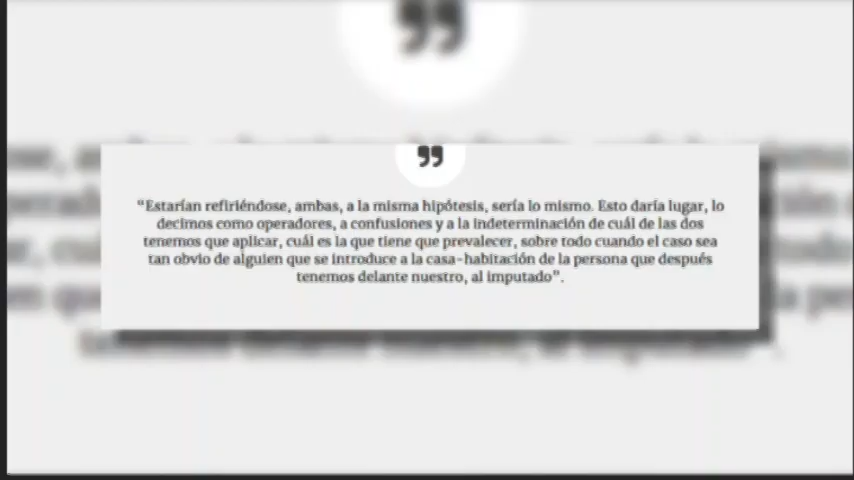 "Estarían refiriéndose, ambas, a la misma hipótesis, sería lo mismo. Esto daría lugar, lo
decimos como operadores, a confusiones y a la indeterminación de cuál de las dos
tenemos que aplicar, cuál es la que tiene que prevalecer, sobre todo cuando el caso sea
tan obvio de alguien que se introduce a la casa-habitación de la persona que después
tenemos delante nuestro, al imputado".